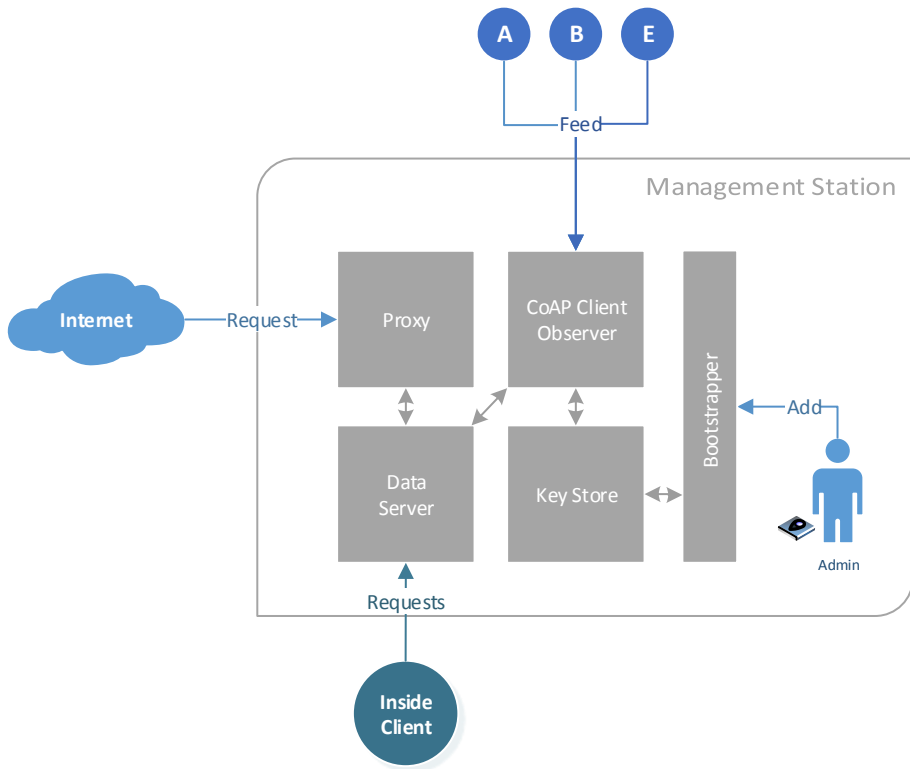 A
B
E
Feed
Management Station
Internet
Request
Proxy
CoAP Client
Observer
Bootstrapper
Add
Data
Server
Key Store
Admin
Requests
Inside
Client